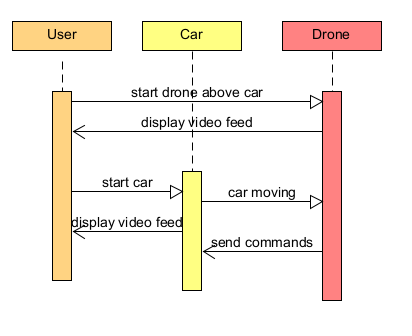 User
Car
Drone
start drone above car
display video feed
start car
car moving
display video feed
send commands